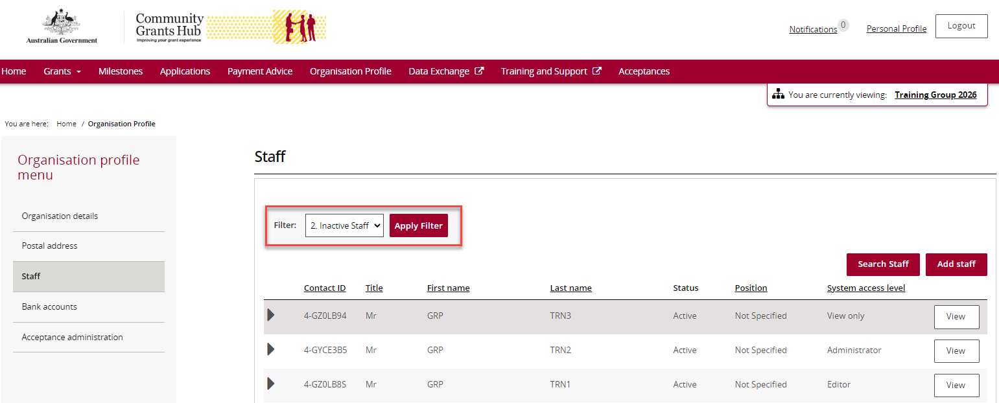 Australian Government
Community
Grants Hub
Improving your grant experience
Notifications 0
Personal Profile
Logout
Home Grants Milestones Applications Payment Advice Organisation Profile Data Exchange Training and Support Acceptances
You are currently viewing: Training Group 2026
You are here: Home / Organisation Profile
Organisation profile
menu
Organisation details
Postal address
Staff
Bank accounts
Acceptance administration
Staff
Filter: 2. Inactive Staff Apply Filter
Search Staff Add staff
Contact ID Title First name Last name Status Position System access level
4-GZ0LB94 Mr GRP TRN3 Active Not Specified View only View
4-GYCE3B5 Mr GRP TRN2 Active Not Specified Administrator View
4-GZ0LB8S Mr GRP TRN1 Active Not Specified Editor View